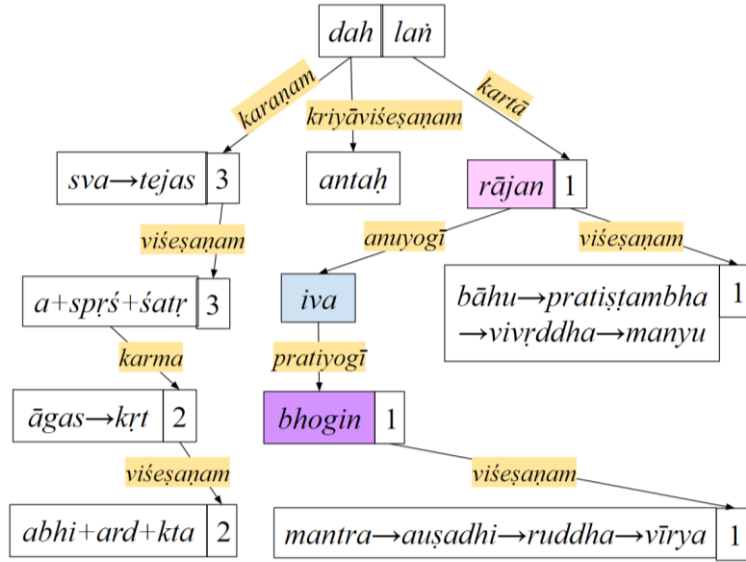 dah laṅ
karaṇam
kriyāviśeṣaṇam
kartā
sva→tejas 3
antaḥ
rājan 1
viśeṣaṇam
anuyogī
viśeṣaṇam
a+spṛś+śatṛ 3
iva
bāhu→pratiṣṭambha
→vivṛddha→manyu 1
karma
pratiyogī
āgas→kṛt 2
bhogin 1
viśeṣaṇam
viśeṣaṇam
abhi+ard+kta 2
mantra→auṣadhi→ruddha→vīrya 1